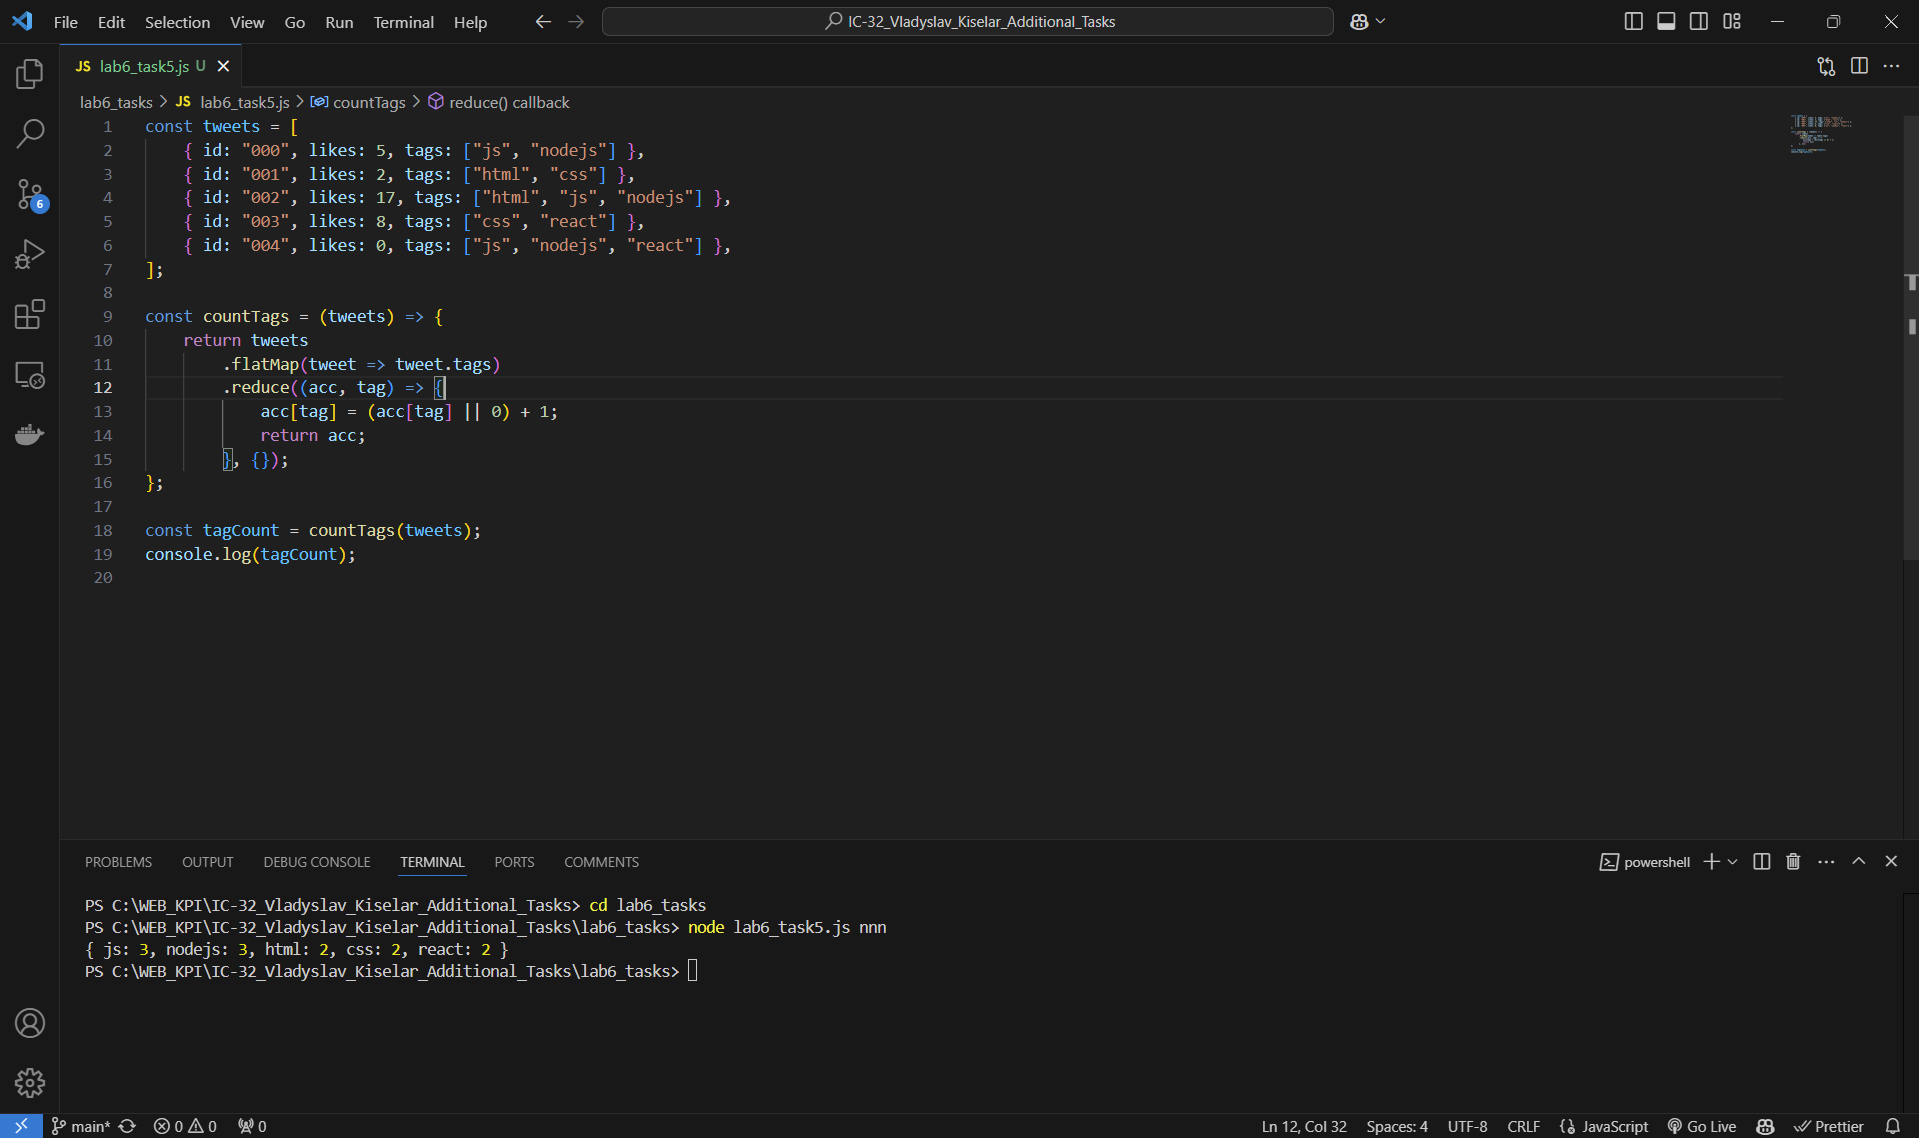 File Edit Selection View Go Run Terminal Help IC-32_Vladyslav_Kiselar_Additional_Tasks
JS lab6_task5.js U
lab6_tasks > JS lab6_task5.js > countTags > reduce() callback
1 const tweets = [
2 { id: "000", likes: 5, tags: ["js", "nodejs"] },
3 { id: "001", likes: 2, tags: ["html", "css"] },
4 { id: "002", likes: 17, tags: ["html", "js", "nodejs"] },
5 { id: "003", likes: 8, tags: ["css", "react"] },
6 { id: "004", likes: 0, tags: ["js", "nodejs", "react"] },
7 ];
8
9 const countTags = (tweets) => {
10 return tweets
11 .flatMap(tweet => tweet.tags)
12 .reduce((acc, tag) => {
13 acc[tag] = (acc[tag] || 0) + 1;
14 return acc;
15 }, {});
16 };
17
18 const tagCount = countTags(tweets);
19 console.log(tagCount);
20
6
PROBLEMS OUTPUT DEBUG CONSOLE TERMINAL PORTS COMMENTS powershell
PS C:\WEB_KPI\IC-32_Vladyslav_Kiselar_Additional_Tasks> cd lab6_tasks
PS C:\WEB_KPI\IC-32_Vladyslav_Kiselar_Additional_Tasks\lab6_tasks> node lab6_task5.js nnn
{ js: 3, nodejs: 3, html: 2, css: 2, react: 2 }
PS C:\WEB_KPI\IC-32_Vladyslav_Kiselar_Additional_Tasks\lab6_tasks>
main* 0 0 0 Ln 12, Col 32 Spaces: 4 UTF-8 CRLF JavaScript Go Live Prettier